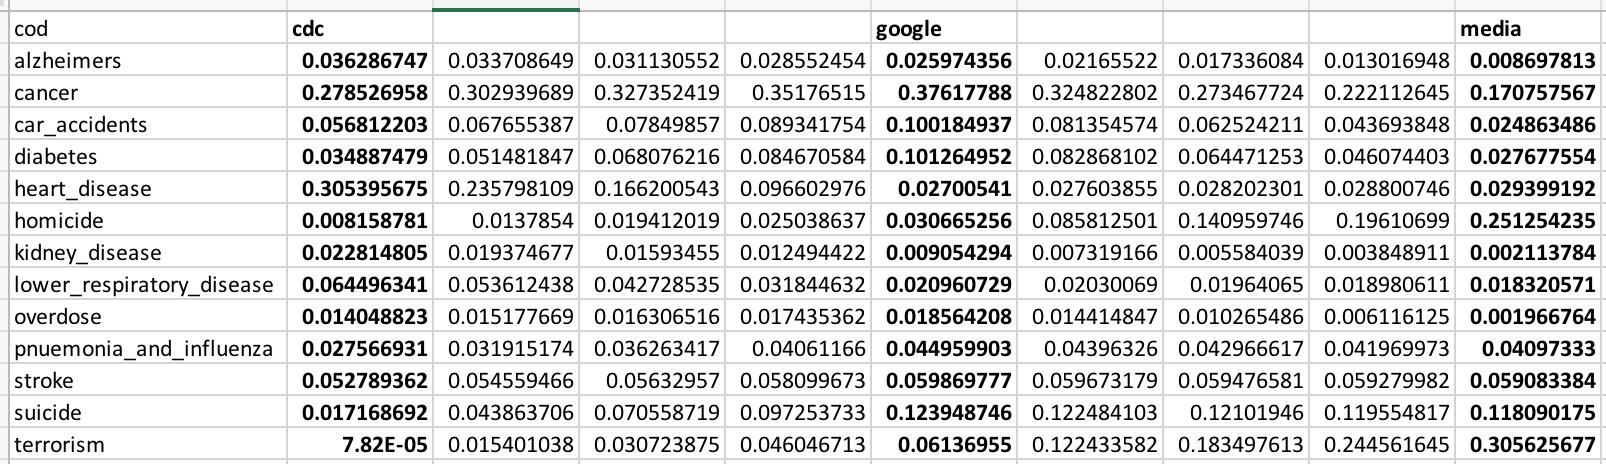 cod cdc google media
alzheimers 0.036286747 0.033708649 0.031130552 0.028552454 0.025974356 0.02165522 0.017336084 0.013016948 0.008697813
cancer 0.278526958 0.302939689 0.327352419 0.35176515 0.37617788 0.324822802 0.273467724 0.222112645 0.170757567
car_accidents 0.056812203 0.067655387 0.07849857 0.089341754 0.100184937 0.081354574 0.062524211 0.043693848 0.024863486
diabetes 0.034887479 0.051481847 0.068076216 0.084670584 0.101264952 0.082868102 0.064471253 0.046074403 0.027677554
heart_disease 0.305395675 0.235798109 0.166200543 0.096602976 0.02700541 0.027603855 0.028202301 0.028800746 0.029399192
homicide 0.008158781 0.0137854 0.019412019 0.025038637 0.030665256 0.085812501 0.140959746 0.19610699 0.251254235
kidney_disease 0.022814805 0.019374677 0.01593455 0.012494422 0.009054294 0.007319166 0.005584039 0.003848911 0.002113784
lower_respiratory_disease 0.064496341 0.053612438 0.042728535 0.031844632 0.020960729 0.02030069 0.01964065 0.018980611 0.018320571
overdose 0.014048823 0.015177669 0.016306516 0.017435362 0.018564208 0.014414847 0.010265486 0.006116125 0.001966764
pnuemonia_and_influenza 0.027566931 0.031915174 0.036263417 0.04061166 0.044959903 0.04396326 0.042966617 0.041969973 0.04097333
stroke 0.052789362 0.054559466 0.05632957 0.058099673 0.059869777 0.059673179 0.059476581 0.059279982 0.059083384
suicide 0.017168692 0.043863706 0.070558719 0.097253733 0.123948746 0.122484103 0.12101946 0.119554817 0.118090175
terrorism 7.82E-05 0.015401038 0.030723875 0.046046713 0.06136955 0.122433582 0.183497613 0.244561645 0.305625677